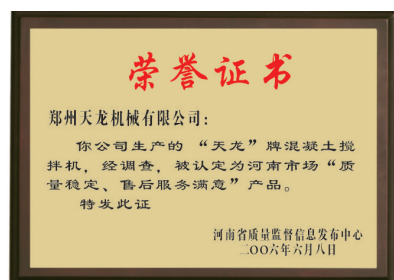 荣誉证书
郑州天龙机械有限公司：
你公司生产的“天龙”牌混凝土搅
拌机，经调查，被认定为河南市场“质
量稳定、售后服务满意”产品。
特发此证
河南省质量监督信息发布中心
二〇〇六年六月八日